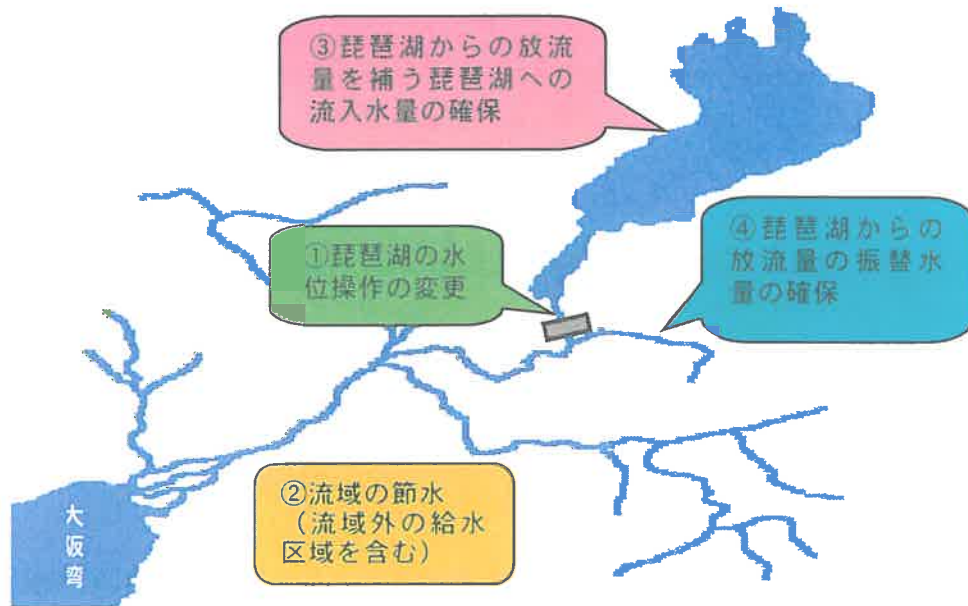 ③琵琶湖からの放流
量を補う琵琶湖への
流入水量の確保
①琵琶湖の水
位操作の変更
④琵琶湖からの
放流量の振替水
量の確保
②流域の節水
（流域外の給水
区域を含む）
大阪湾